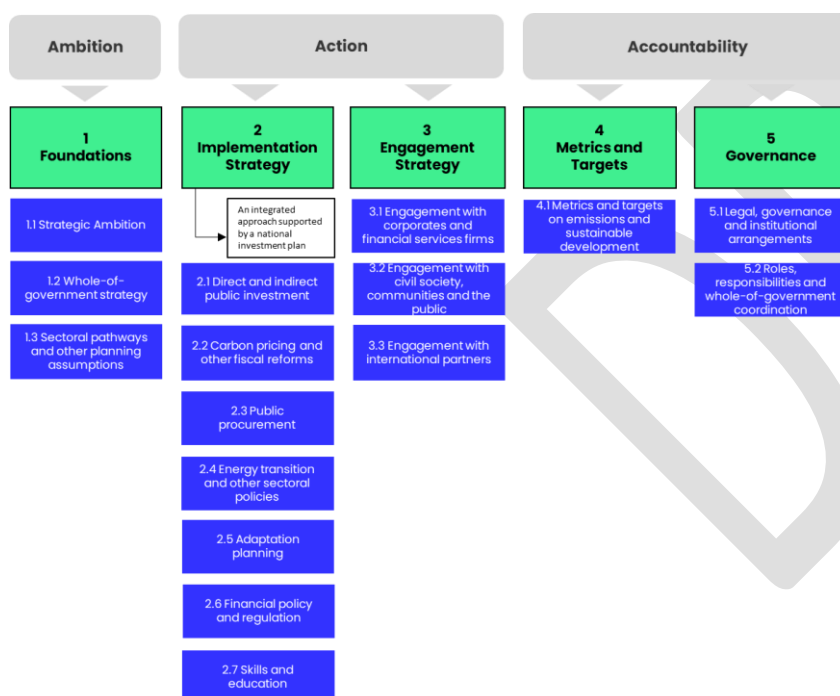 Ambition
Action
Accountability
1
Foundations
2
Implementation
Strategy
3
Engagement
Strategy
4
Metrics and
Targets
5
Governance
An integrated
approach supported
by a national
investment plan
1.1 Strategic Ambition
1.2 Whole-of-
government strategy
1.3 Sectoral pathways
and other planning
assumptions
2.1 Direct and indirect
public investment
2.2 Carbon pricing and
other fiscal reforms
2.3 Public
procurement
2.4 Energy transition
and other sectoral
policies
2.5 Adaptation
planning
2.6 Financial policy
and regulation
2.7 Skills and
education
3.1 Engagement with
corporates and
financial services firms
3.2 Engagement with
civil society,
communities and the
public
3.3 Engagement with
international partners
4.1 Metrics and targets
on emissions and
sustainable
development
5.1 Legal, governance
and institutional
arrangements
5.2 Roles,
responsibilities and
whole-of-government
coordination